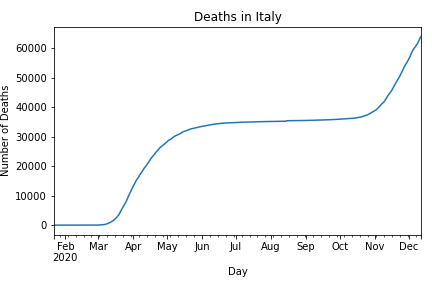 Deaths in Italy
Number of Deaths
60000
50000
40000
30000
20000
10000
0
Feb Mar Apr May Jun Jul Aug Sep Oct Nov Dec
2020
Day